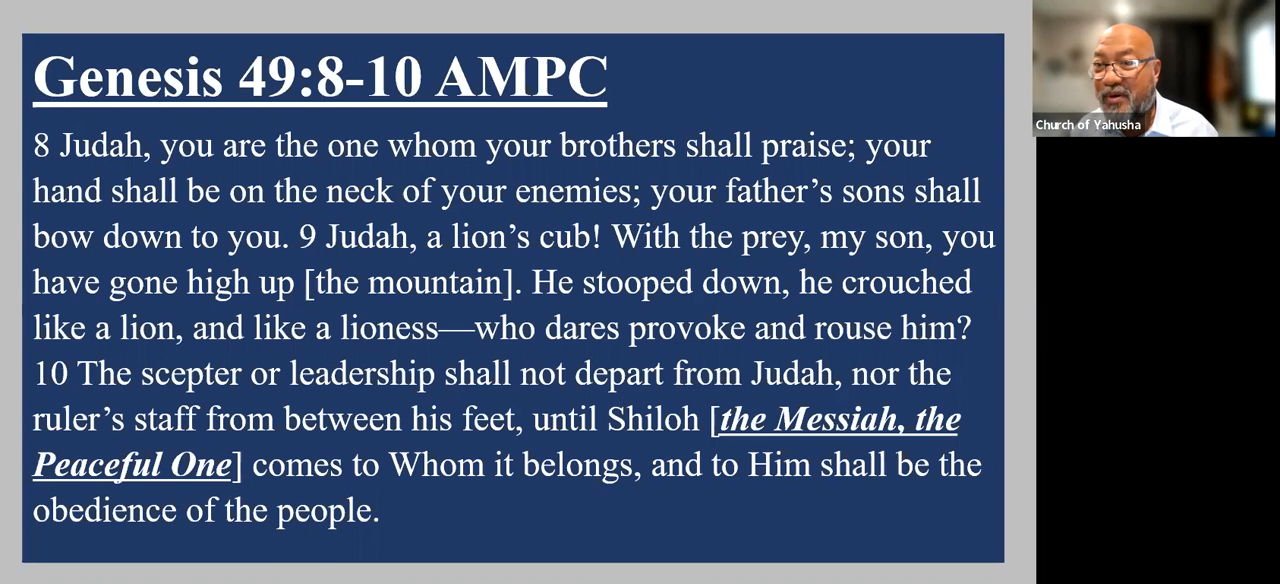 Genesis 49:8-10 AMPC
8 Judah, you are the one whom your brothers shall praise; your
hand shall be on the neck of your enemies; your father’s sons shall
bow down to you. 9 Judah, a lion’s cub! With the prey, my son, you
have gone high up [the mountain]. He stooped down, he crouched
like a lion, and like a lioness—who dares provoke and rouse him?
10 The scepter or leadership shall not depart from Judah, nor the
ruler’s staff from between his feet, until Shiloh [the Messiah, the
Peaceful One] comes to Whom it belongs, and to Him shall be the
obedience of the people.
Church of Yahusha